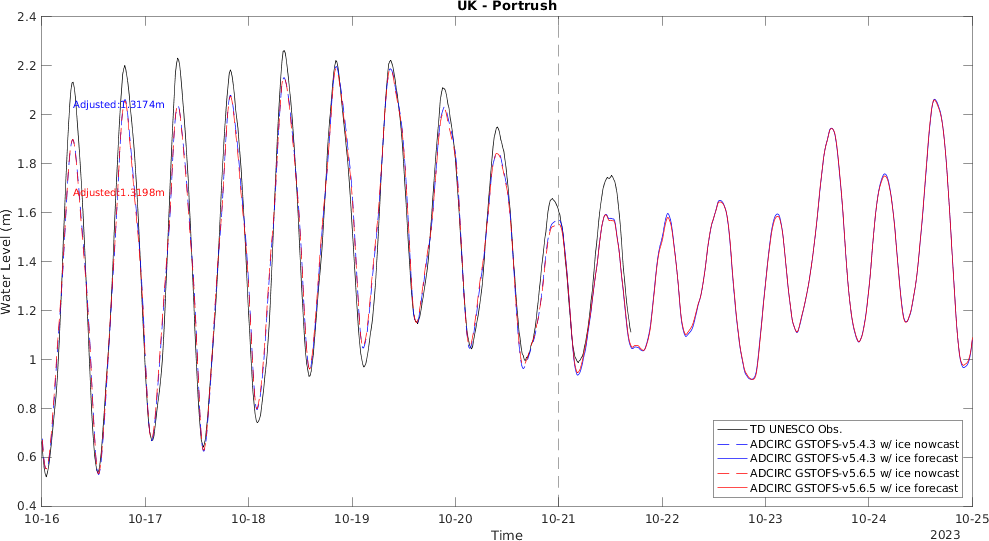 UK - Portrush
2.4
2.2
2
1.8
1.6
1.4
1.2
1
0.8
0.6
0.4
Water Level (m)
Adjusted:1.3174m
Adjusted:1.3198m
TD UNESCO Obs.
ADCIRC GSTOFS-v5.4.3 w/ ice nowcast
ADCIRC GSTOFS-v5.4.3 w/ ice forecast
ADCIRC GSTOFS-v5.6.5 w/ ice nowcast
ADCIRC GSTOFS-v5.6.5 w/ ice forecast
10-16 10-17 10-18 10-19 10-20 10-21 10-22 10-23 10-24 10-25
Time
2023